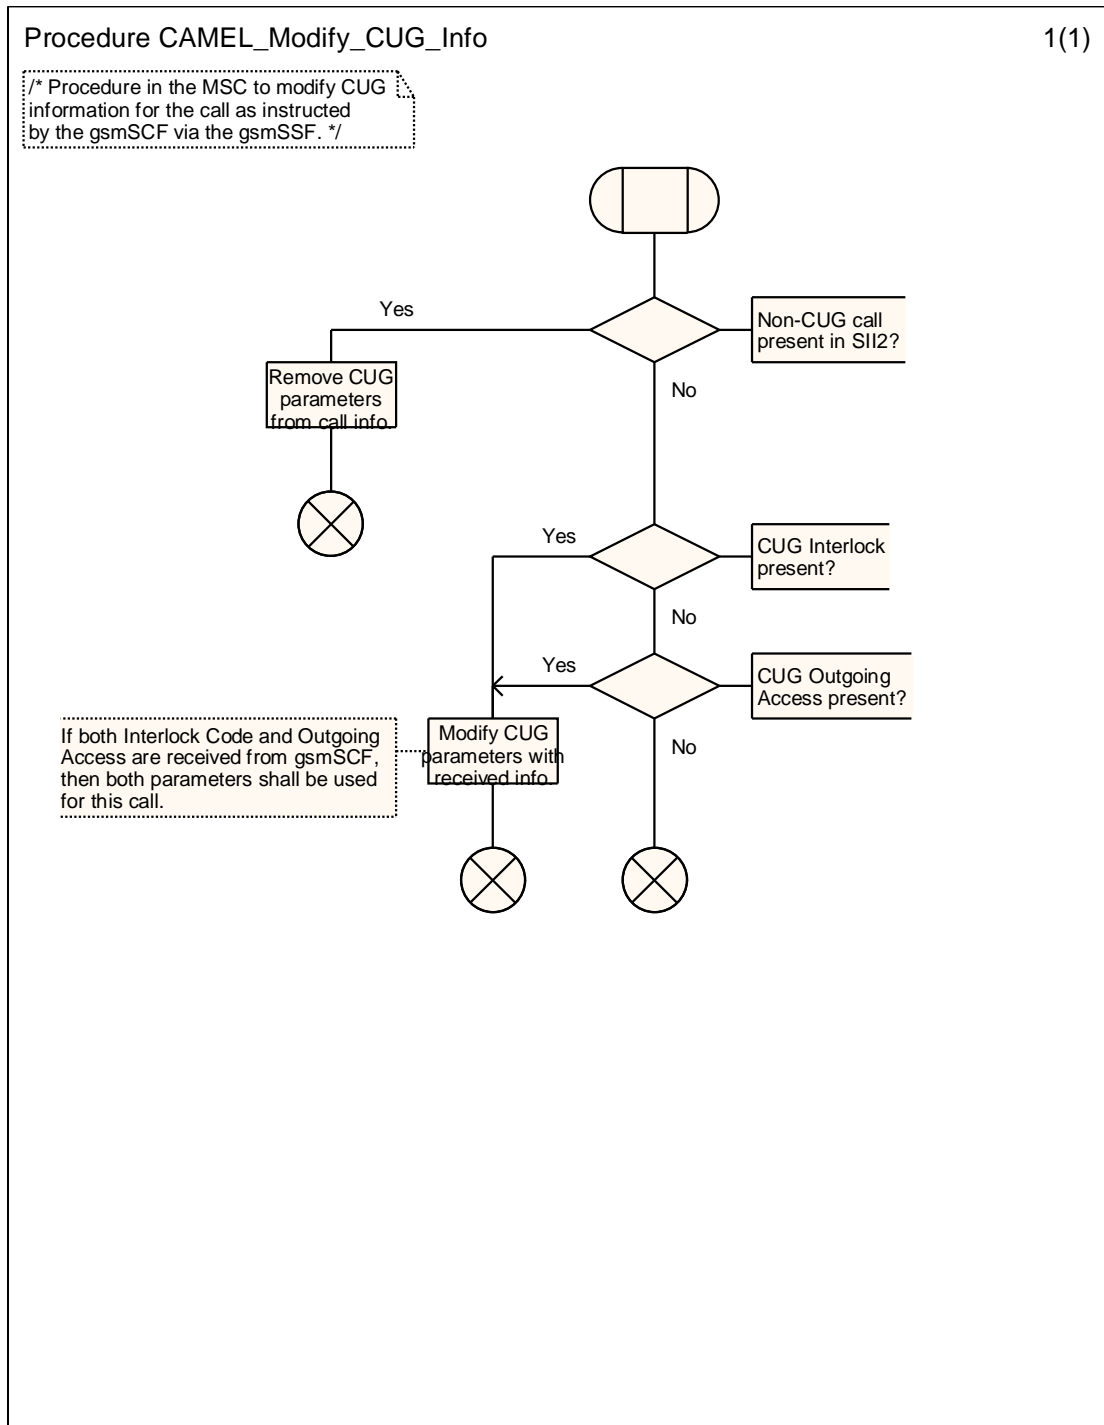 Procedure CAMEL_Modify_CUG_Info
1(1)
/* Procedure in the MSC to modify CUG
information for the call as instructed
by the gsmSCF via the gsmSSF. */
Yes
Non-CUG call
present in SII2?
Remove CUG
parameters
from call info.
No
Yes
CUG Interlock
present?
No
Yes
CUG Outgoing
Access present?
If both Interlock Code and Outgoing
Access are received from gsmSCF,
then both parameters shall be used
for this call.
Modify CUG
parameters with
received info.
No